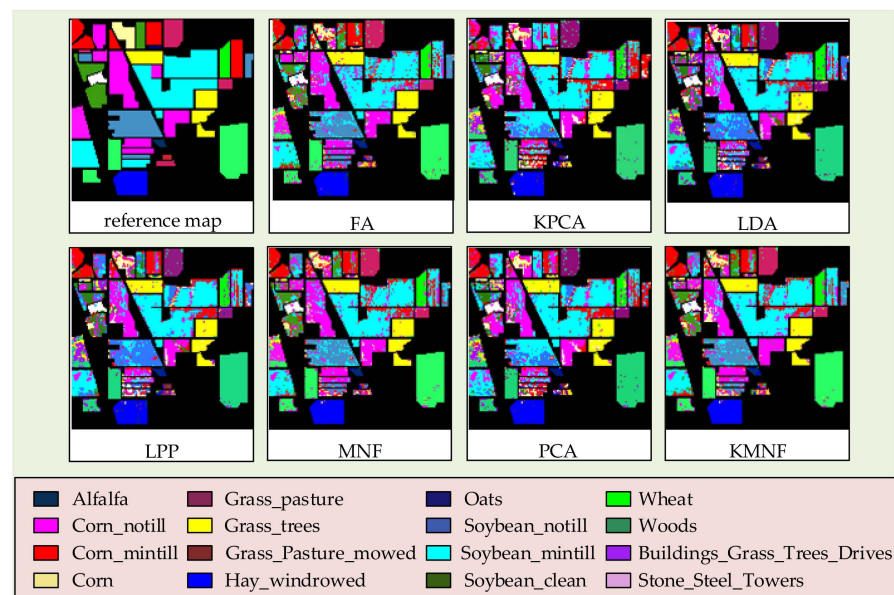 reference map
FA
KPCA
LDA
LPP
MNF
PCA
KMNF
Alfalfa
Grass_pasture
Oats
Wheat
Corn_notill
Grass_trees
Soybean_notill
Woods
Corn_mintill
Grass_Pasture_mowed
Soybean_mintill
Buildings_Grass_Trees_Drives
Corn
Hay_windrowed
Soybean_clean
Stone_Steel_Towers